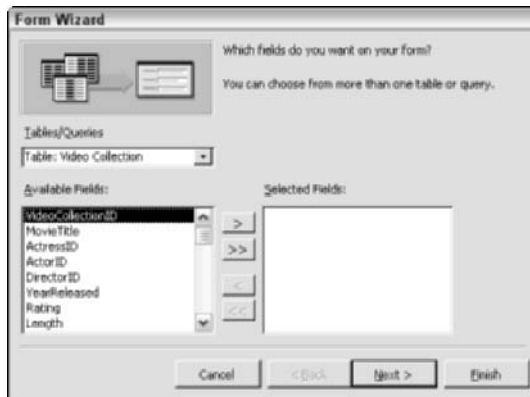 Form Wizard
Which fields do you want on your form?
You can choose from more than one table or query.
Tables/Queries
Table: Video Collection
Available Fields:
Selected Fields:
VideoCollectionID
MovieTitle
ActressID
ActorID
DirectorID
YearReleased
Rating
Length
>
>>
<
<<
Cancel
< Back
Next >
Finish